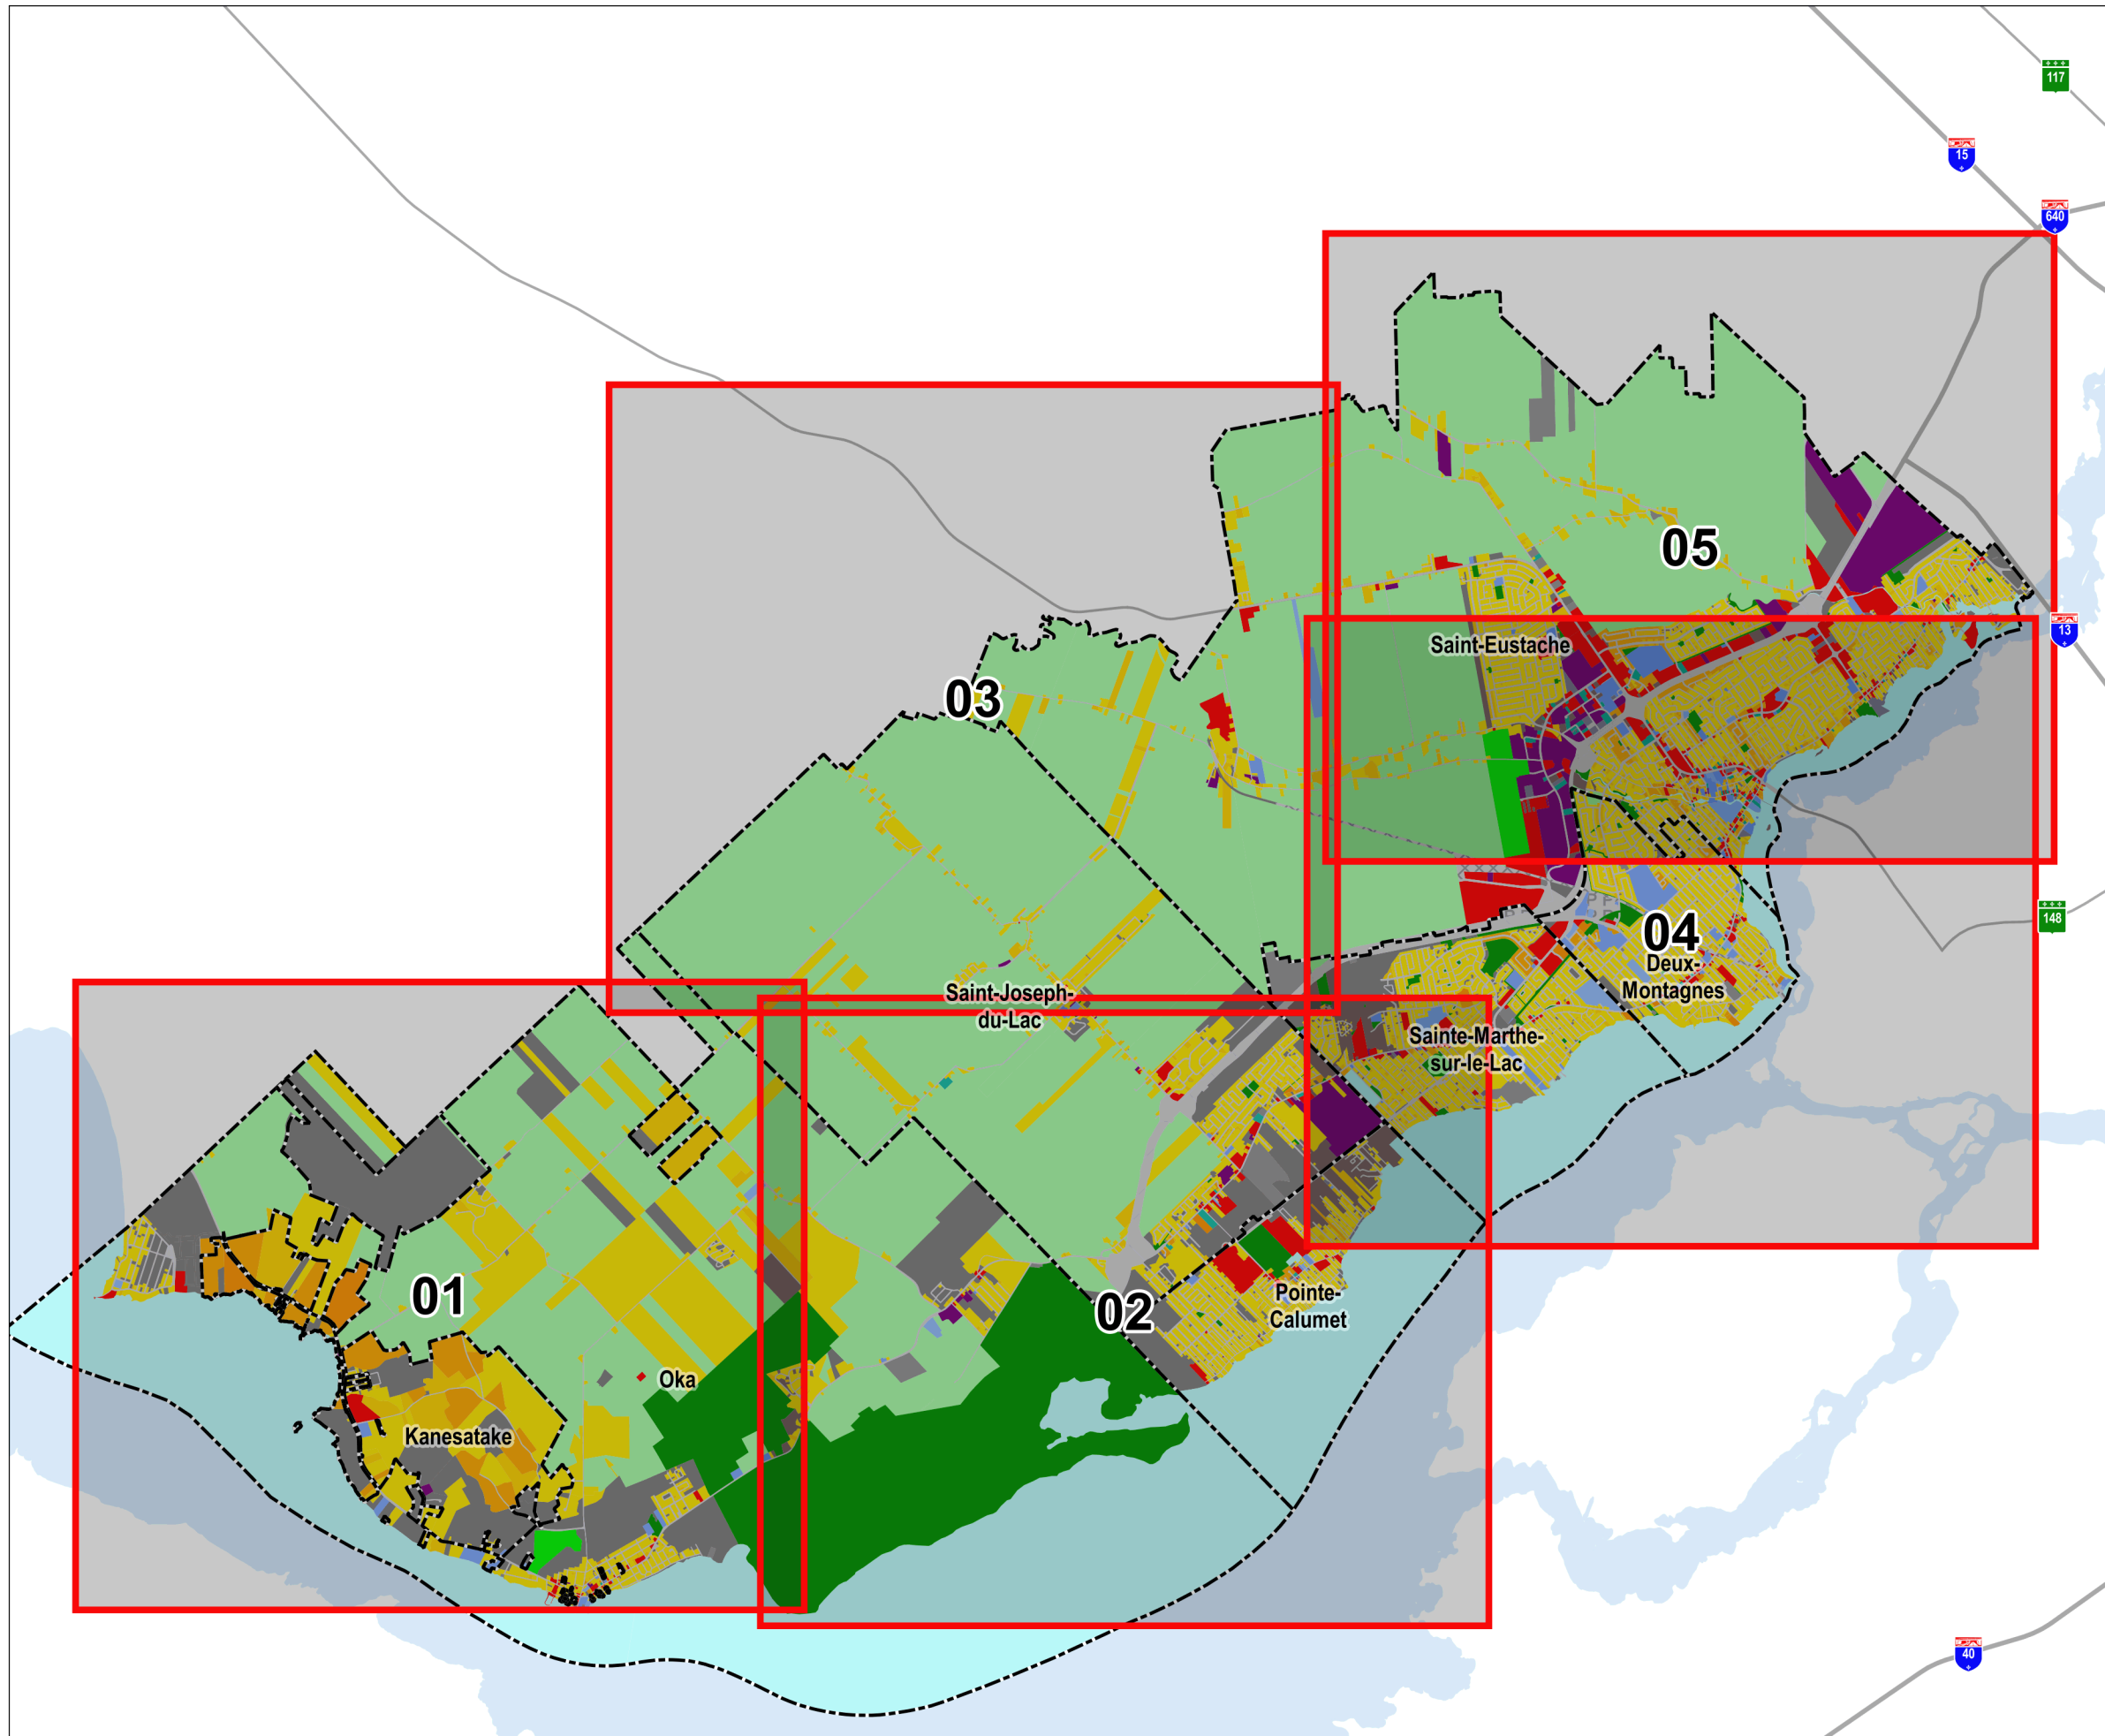 117
15
640
05
13
Saint-Eustache
03
148
04
Deux-
Montagnes
Saint-Joseph-
du-Lac
Sainte-Marthe-
sur-le-Lac
01
02
Pointe-
Calumet
Oka
Kanesatake
40